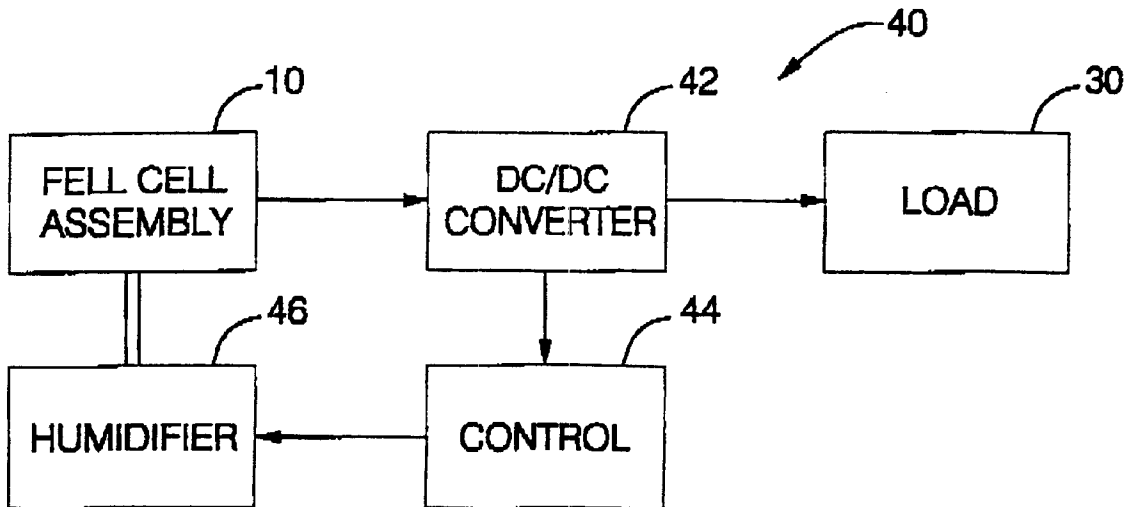 40
10
42
30
FELL CELL
ASSEMBLY
DC/DC
CONVERTER
LOAD
46
44
HUMIDIFIER
CONTROL